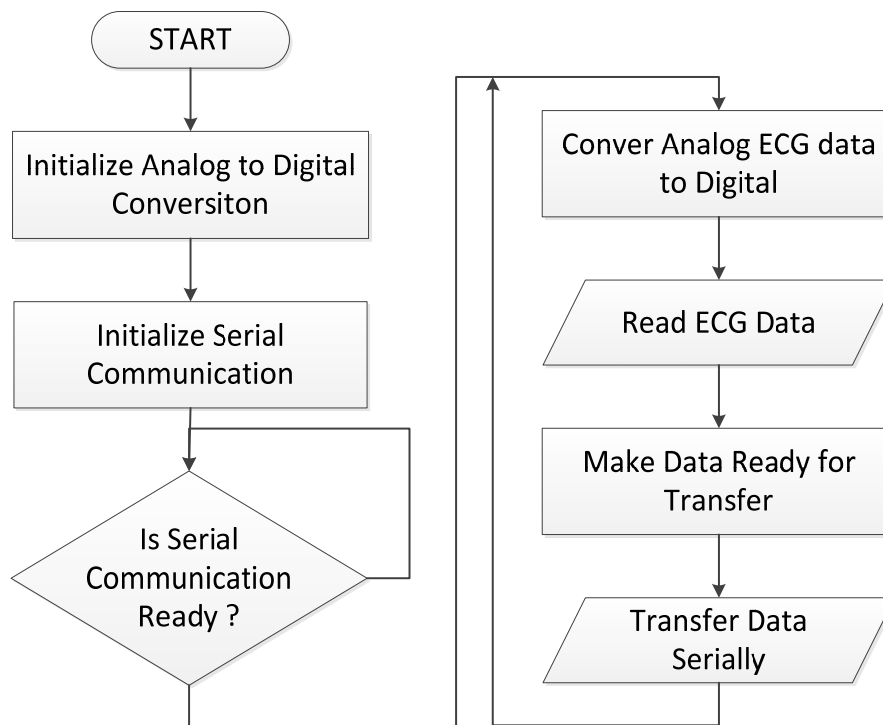 START
Initialize Analog to Digital
Conversiton
Initialize Serial
Communication
Is Serial
Communication
Ready ?
Conver Analog ECG data
to Digital
Read ECG Data
Make Data Ready for
Transfer
Transfer Data
Serially